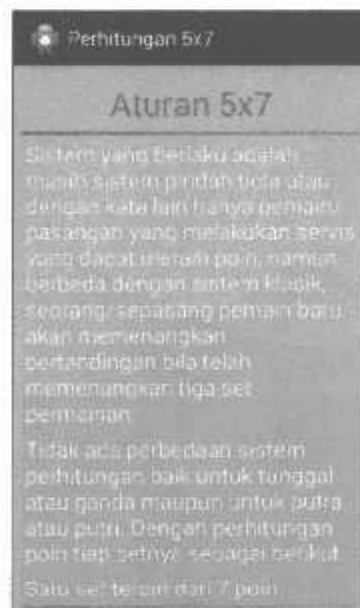 Perhitungan 5x7
Aturan 5x7
Sistem yang berlaku adalah
masih sistem pindah bola atau
dengan kata lain hanya pemain/
pasangan yang melakukan servis
yang dapat meraih poin, namun
berbeda dengan sistem klasik,
seorang/sepasang pemain baru
akan memenangkan
pertandingan bila telah
memenangkan tiga set
permainan.
Tidak ada perbedaan sistem
perhitungan baik untuk tunggal
atau ganda maupun untuk putra
atau putri. Dengan perhitungan
poin tiap setnya sebagai berikut
Satu set terdiri dari 7 poin